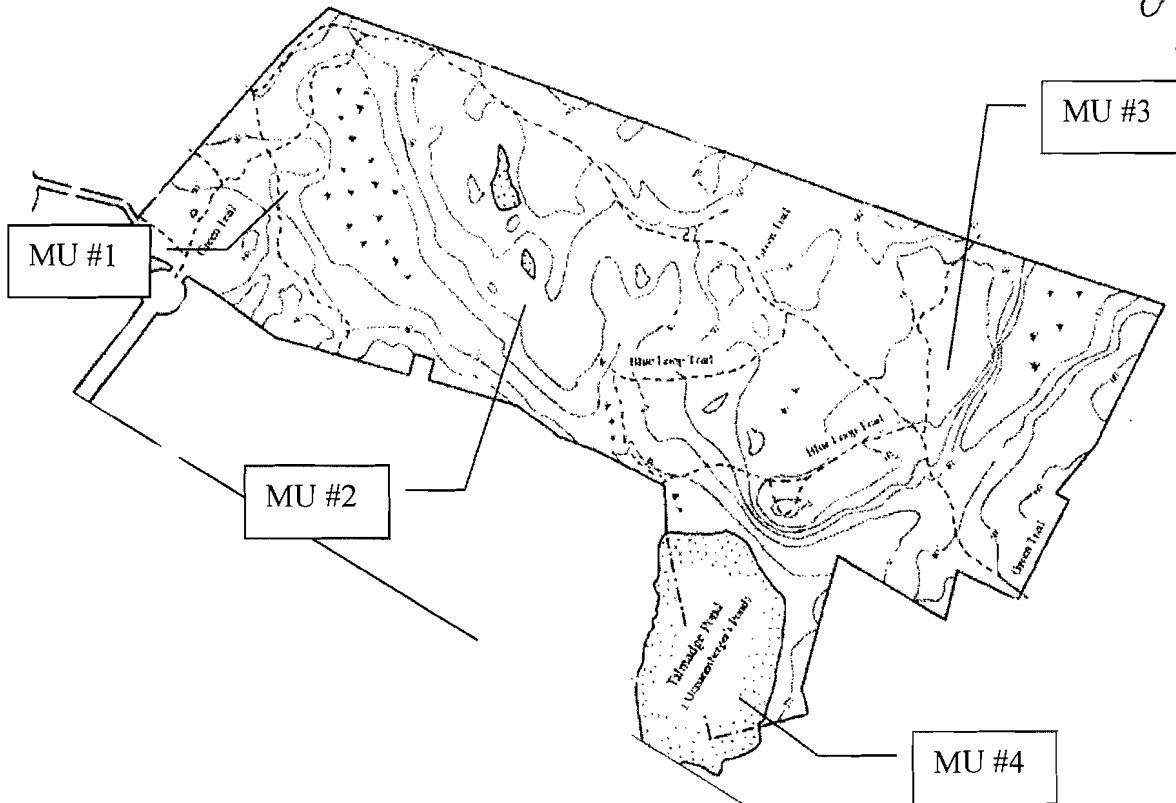 MU #3
MU #1
Green Trail
Green Trail
Blue Loop Trail
Blue Loop Trail
MU #2
Green Trail
Talmadge Pond
MU #4